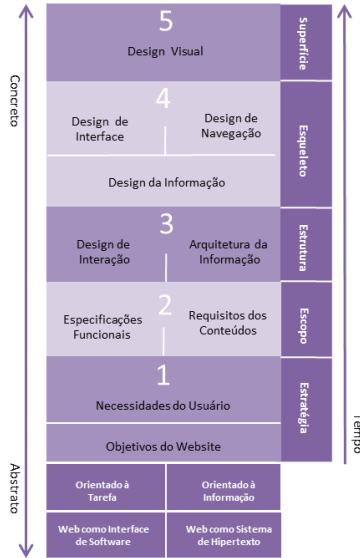 5
Design Visual
Superfície
Concreto
4
Design de
Interface
Design de
Navegação
Design da Informação
Esqueleto
3
Design de
Interação
Arquitetura da
Informação
Estrutura
2
Especificações
Funcionais
Requisitos dos
Conteúdos
Escopo
1
Necessidades do Usuário
Objetivos do Website
Estratégia
Tempo
Abstrato
Orientado à
Tarefa
Orientado à
Informação
Web como Interface
de Software
Web como Sistema
de Hipertexto